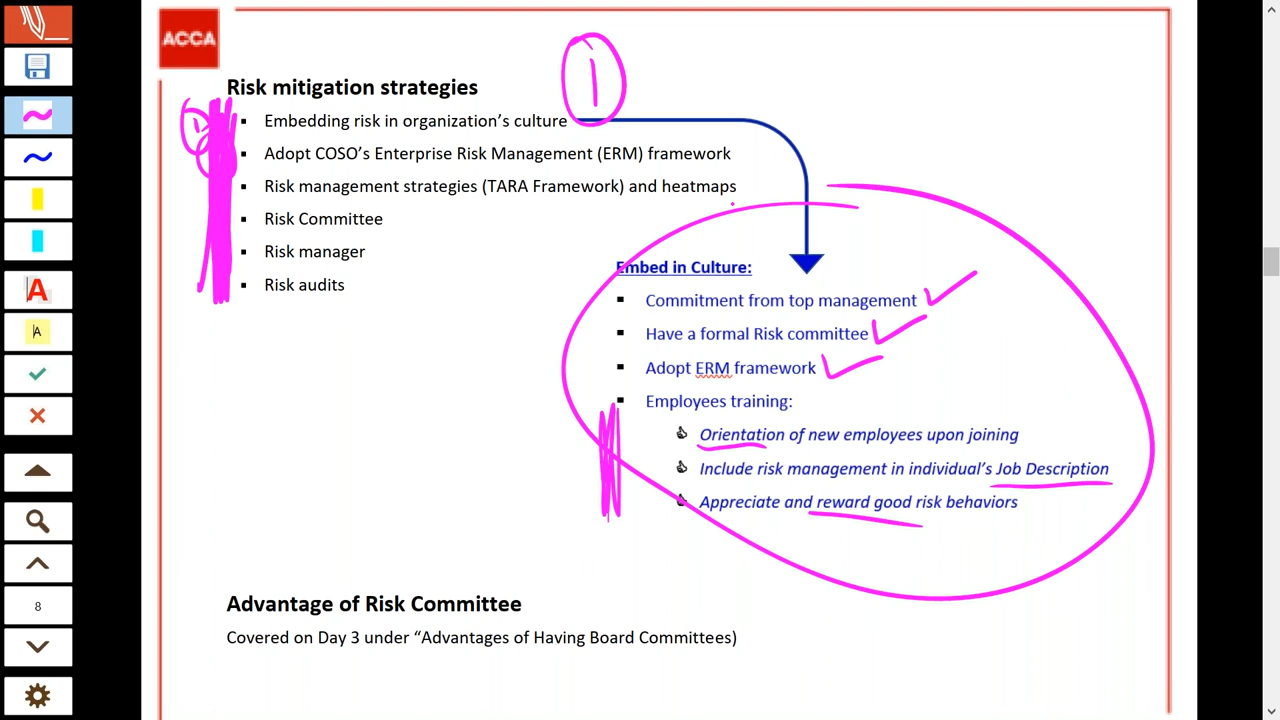 ACCA
Risk mitigation strategies
1
▪ Embedding risk in organization's culture
▪ Adopt COSO's Enterprise Risk Management (ERM) framework
▪ Risk management strategies (TARA Framework) and heatmaps
▪ Risk Committee
▪ Risk manager
▪ Risk audits
Embed in Culture:
▪ Commitment from top management
▪ Have a formal Risk committee
▪ Adopt ERM framework
▪ Employees training:
Orientation of new employees upon joining
Include risk management in individual's Job Description
Appreciate and reward good risk behaviors
Advantage of Risk Committee
Covered on Day 3 under “Advantages of Having Board Committees)
A
A
8